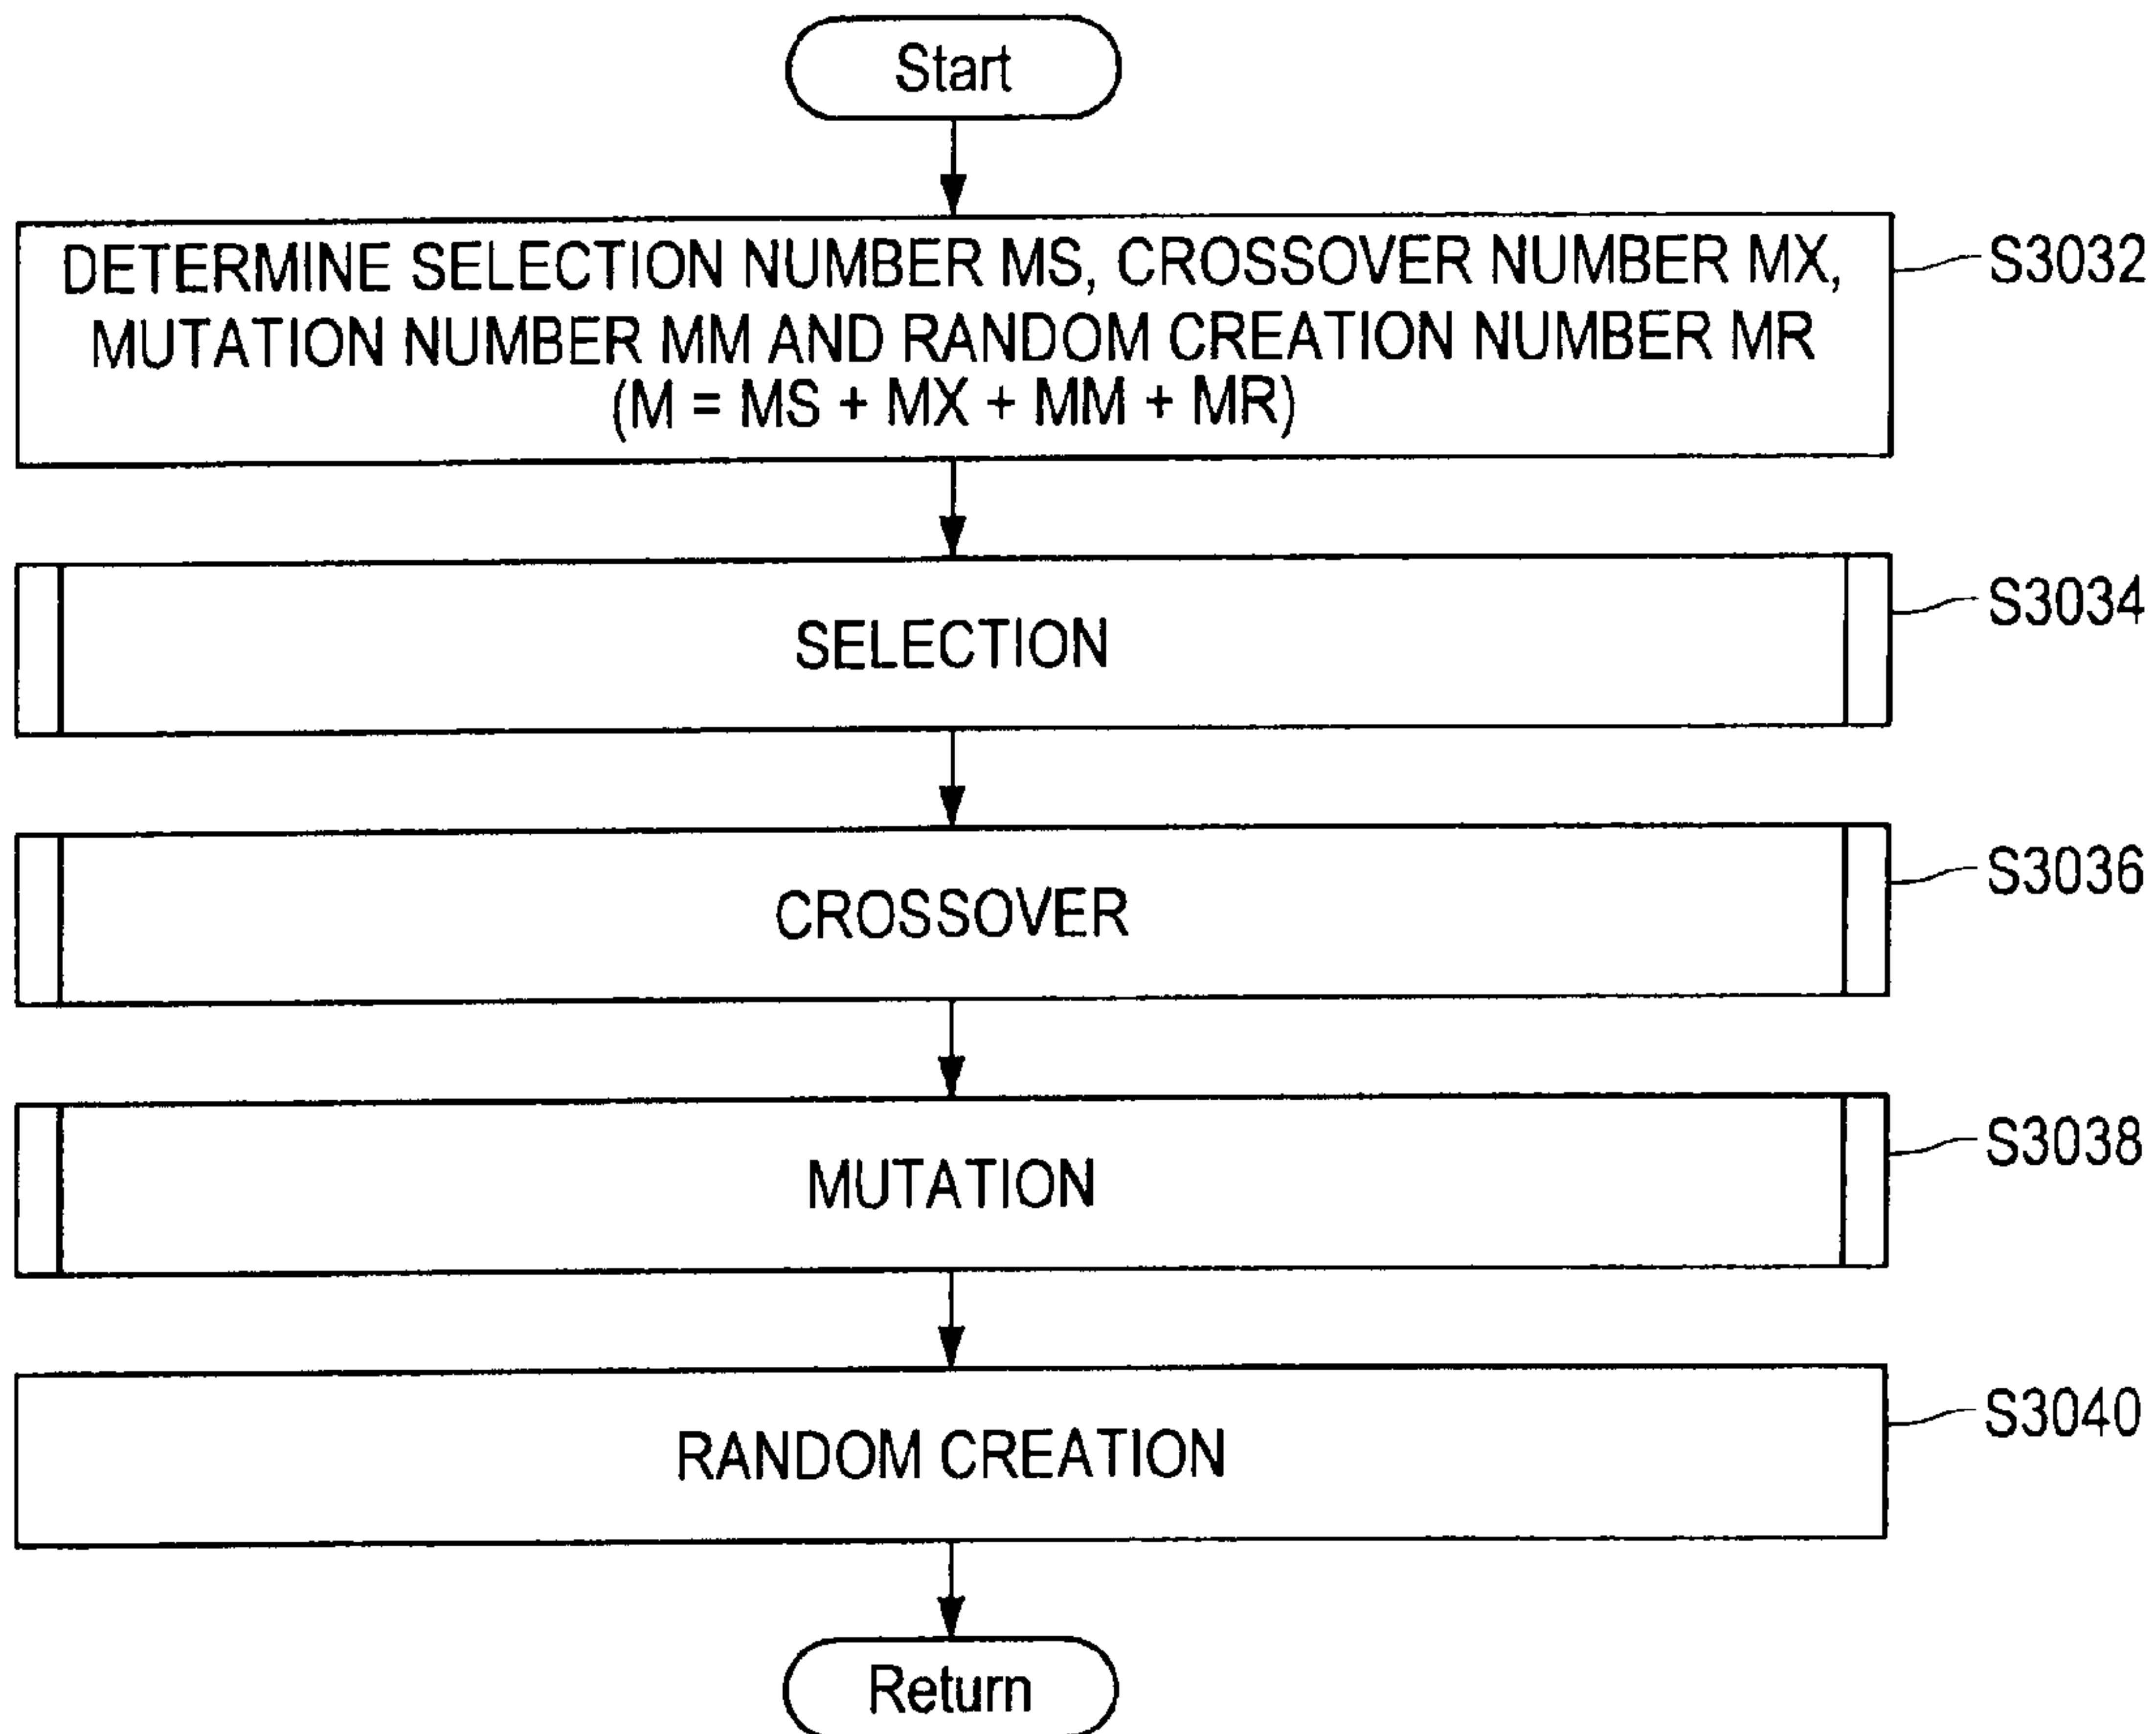 Start
DETERMINE SELECTION NUMBER MS, CROSSOVER NUMBER MX,
MUTATION NUMBER MM AND RANDOM CREATION NUMBER MR
(M = MS + MX + MM + MR)
S3032
SELECTION
S3034
CROSSOVER
S3036
MUTATION
S3038
RANDOM CREATION
S3040
Return